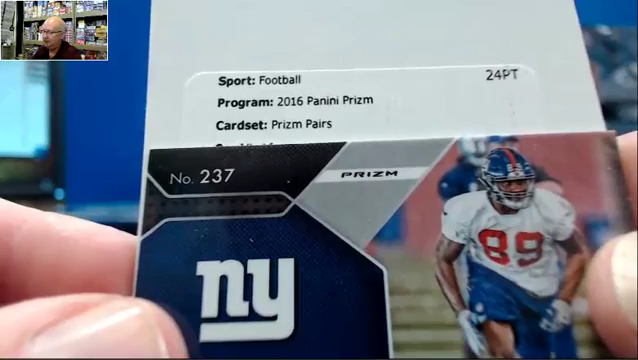 Sport: Football
24PT
Program: 2016 Panini Prizm
Cardset: Prizm Pairs
No. 237
PRIZM
ny
89